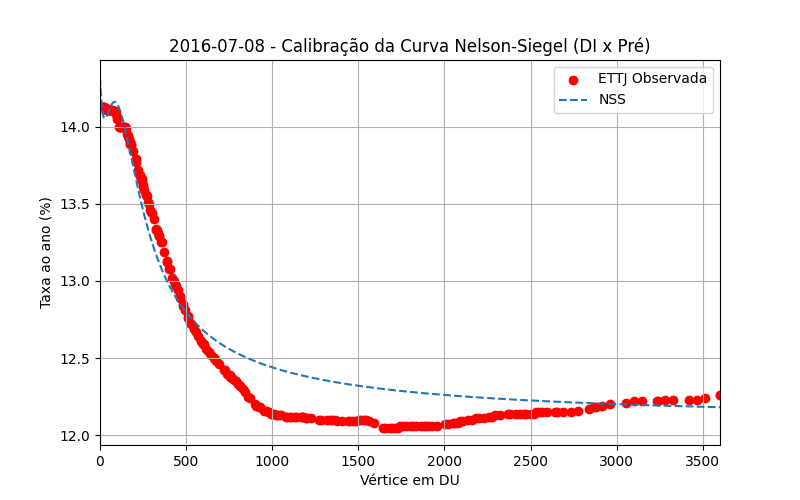 2016-07-08 - Calibração da Curva Nelson-Siegel (DI x Pré)
ETTJ Observada
NSS
Taxa ao ano (%)
14.0
13.5
13.0
12.5
12.0
0 500 1000 1500 2000 2500 3000 3500
Vértice em DU